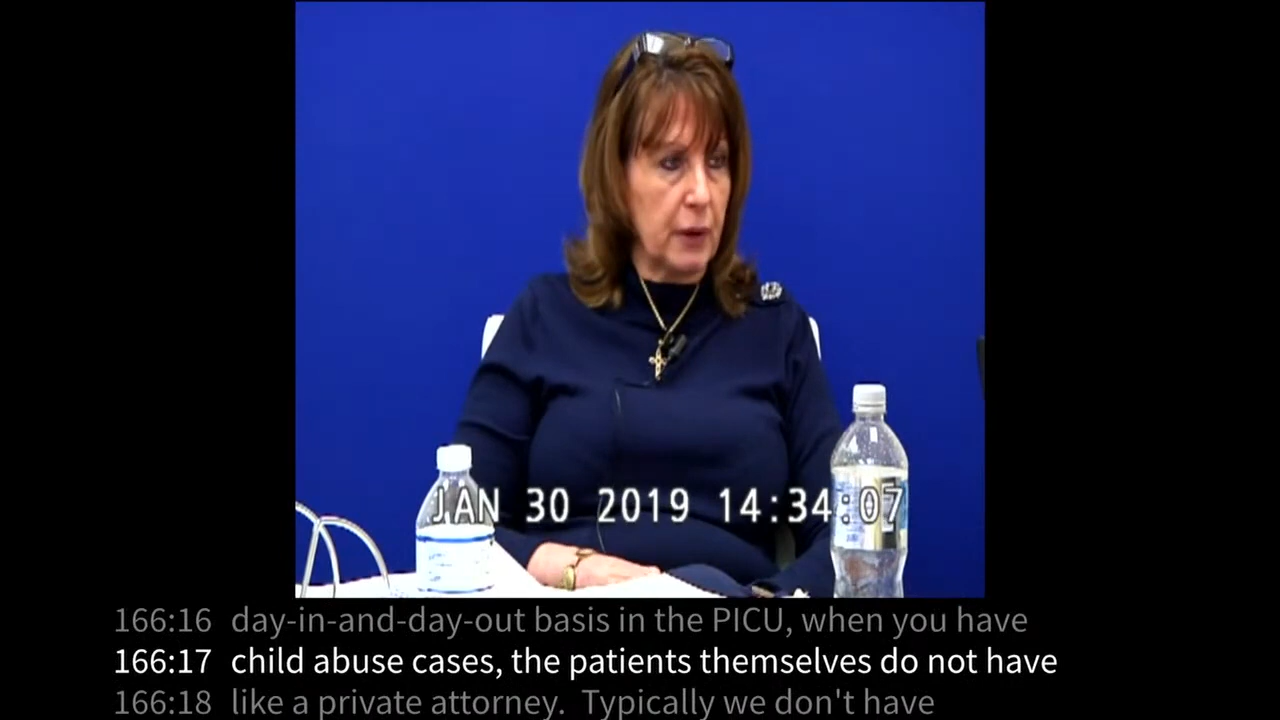 JAN 30 2019 14:34:07
166:16 day-in-and-day-out basis in the PICU, when you have
166:17 child abuse cases, the patients themselves do not have
166:18 like a private attorney. Typically we don't have